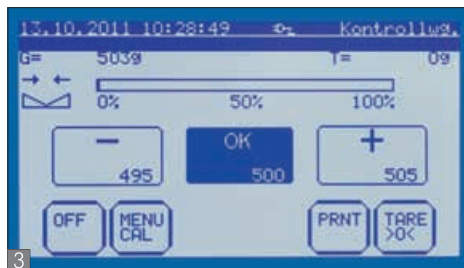 13.10.2011 10:28:49 Kontrollwg.
G= 503g T= 0g
0% 50% 100%
− OK +
495 500 505
OFF MENU CAL PRNT TARE >0<
3